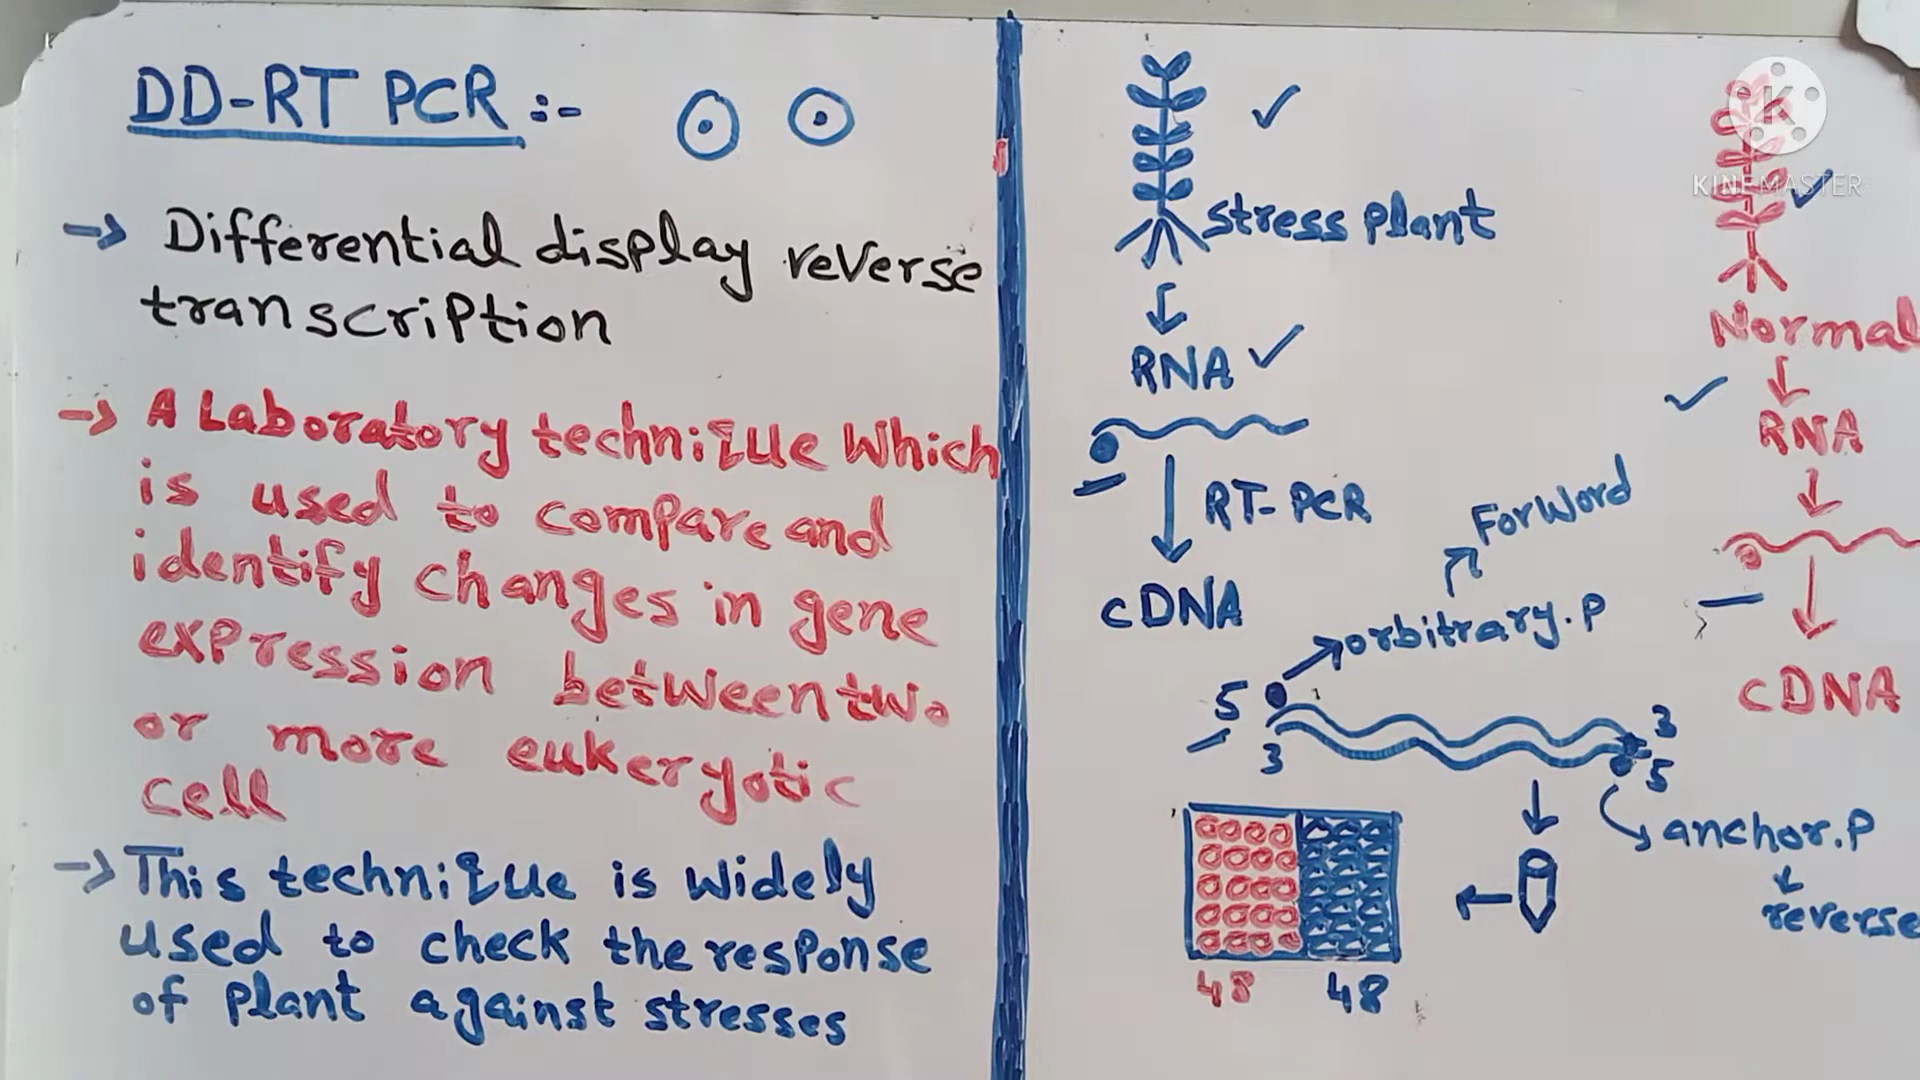 DD-RT PCR :-
→ Differential display reverse
transcription
→ A Laboratory technique Which
is used to compare and
identify changes in gene
expression between two
or more eukeryotic
cell
→ This technique is widely
used to check the response
of plant against stresses
✓
stress plant
RNA ✓
RT-PCR
cDNA
ForWord
orbitrary.p
5
3
3
5
anchor.P
reverse
48
48
K
KINEMASTER
✓
Normal
✓
RNA
cDNA